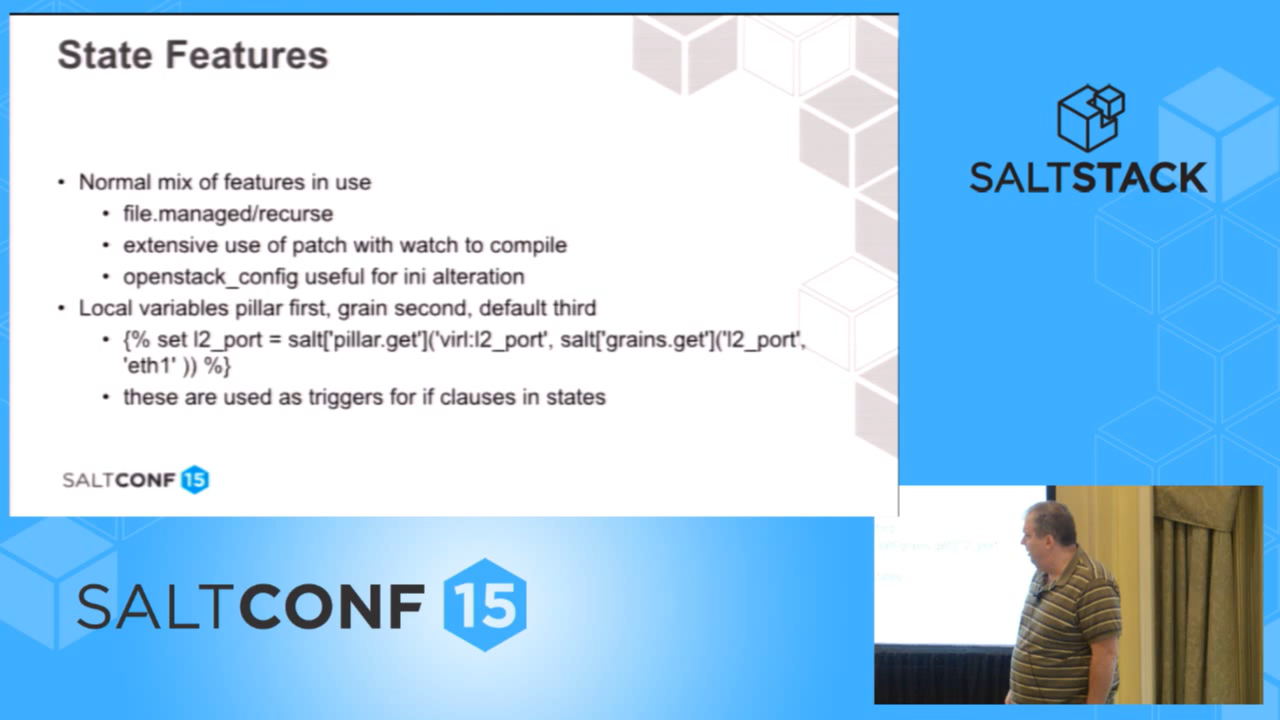 State Features
• Normal mix of features in use
• file.managed/recurse
• extensive use of patch with watch to compile
• openstack_config useful for ini alteration
• Local variables pillar first, grain second, default third
• {% set l2_port = salt['pillar.get']('virl:l2_port', salt['grains.get']('l2_port',
'eth1' )) %}
• these are used as triggers for if clauses in states
SALTCONF 15
SALTSTACK
SALTCONF 15